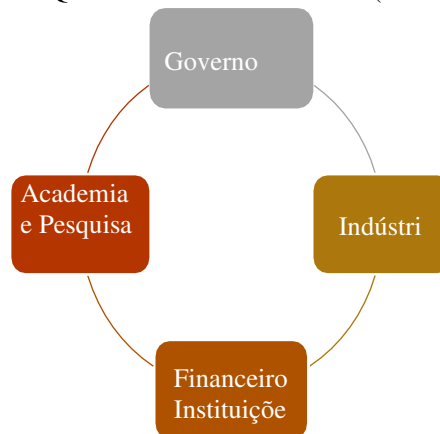 Governo
Academia
e Pesquisa
Indústri
Financeiro
Instituiçõe